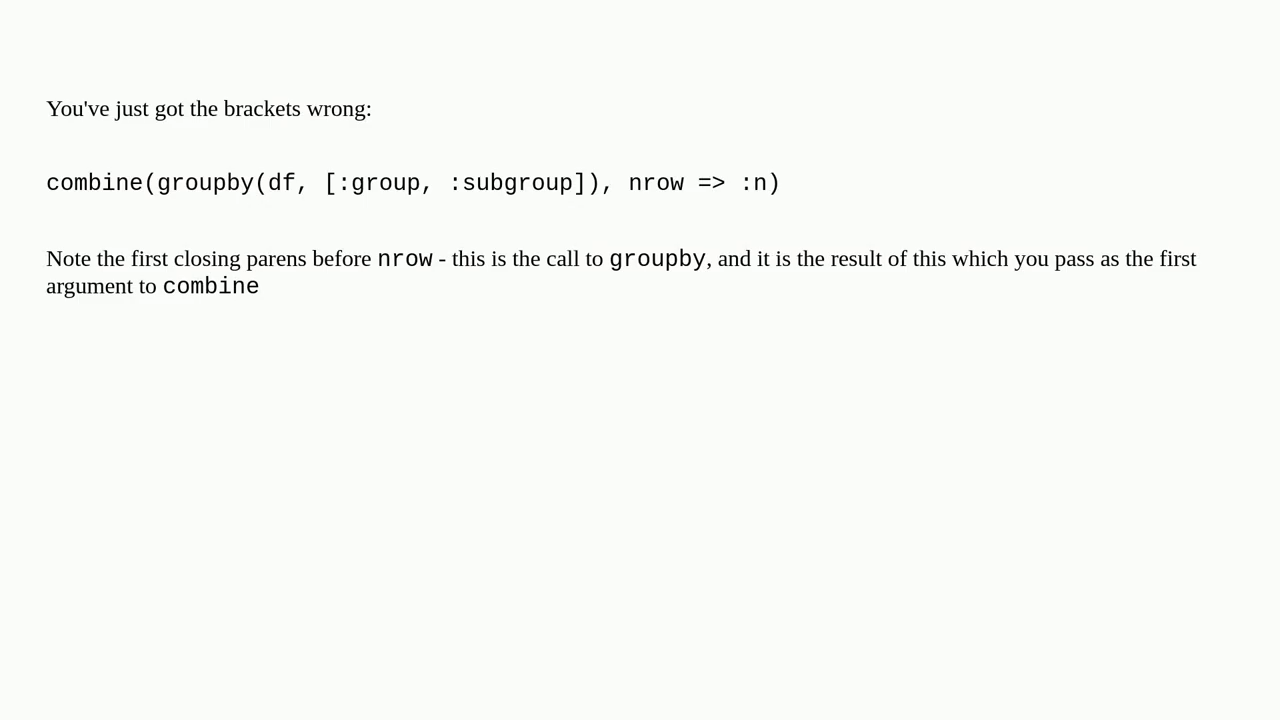 You've just got the brackets wrong:
combine(groupby(df, [:group, :subgroup]), nrow => :n)
Note the first closing parens before nrow - this is the call to groupby, and it is the result of this which you pass as the first
argument to combine